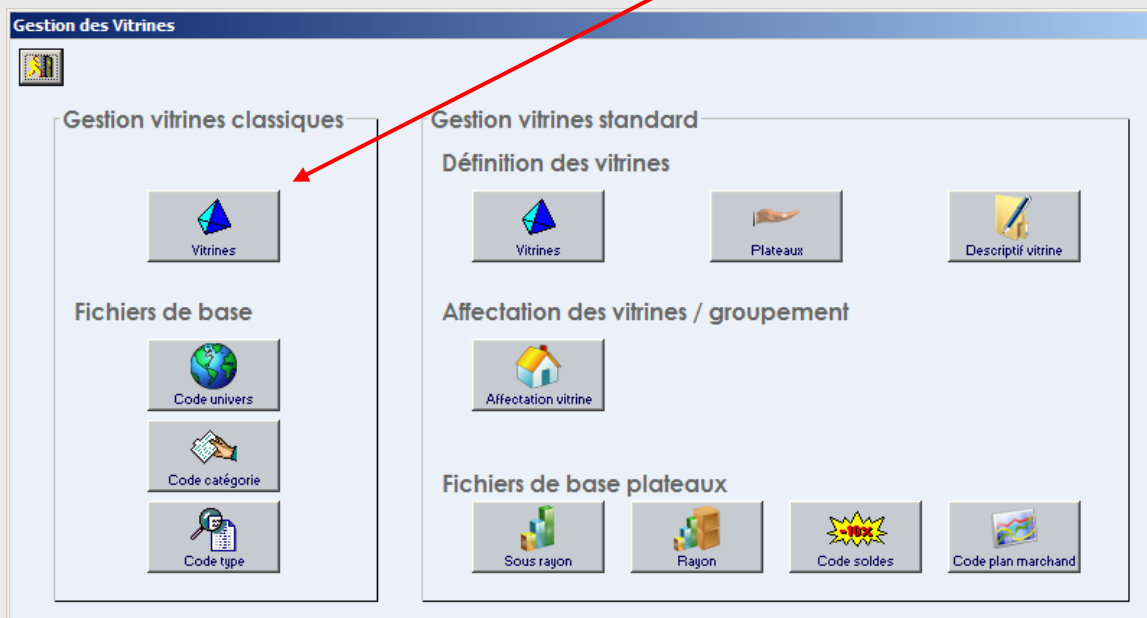 Gestion des Vitrines
Gestion vitrines classiques
Vitrines
Fichiers de base
Code univers
Code catégorie
Code type
Gestion vitrines standard
Définition des vitrines
Vitrines
Plateaux
Descriptif vitrine
Affectation des vitrines / groupement
Affectation vitrine
Fichiers de base plateaux
Sous rayon
Rayon
-10%
Code soldes
Code plan marchand